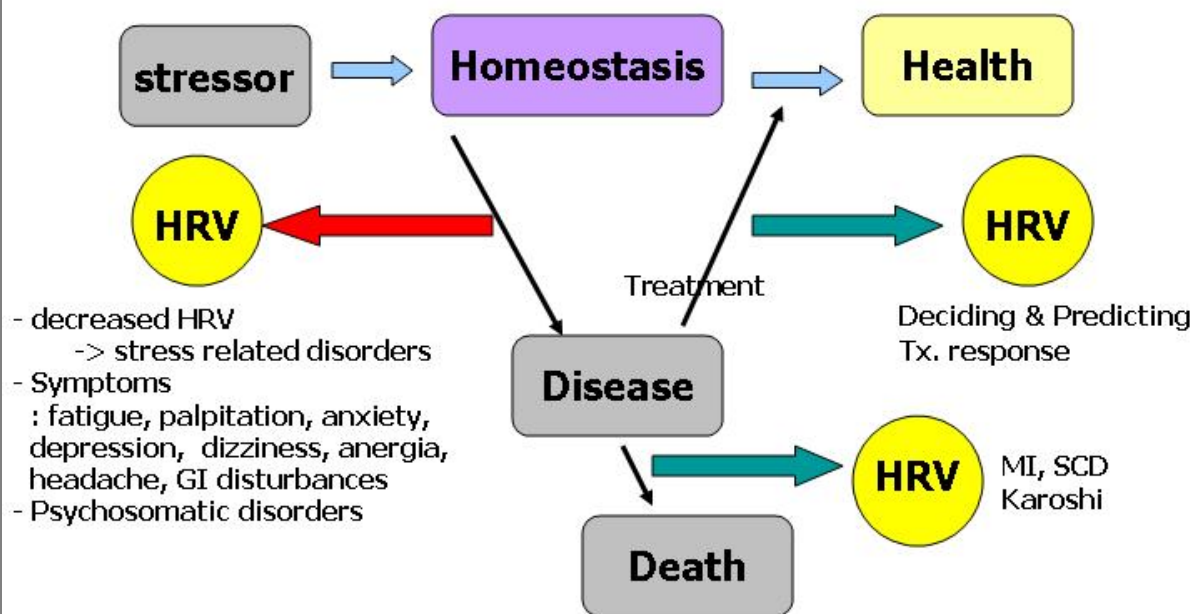 stressor
Homeostasis
Health
HRV
HRV
Treatment
- decreased HRV
-> stress related disorders
- Symptoms
: fatigue, palpitation, anxiety,
depression, dizziness, anergia,
headache, GI disturbances
- Psychosomatic disorders
Deciding & Predicting
Tx. response
Disease
HRV
MI, SCD
Karoshi
Death